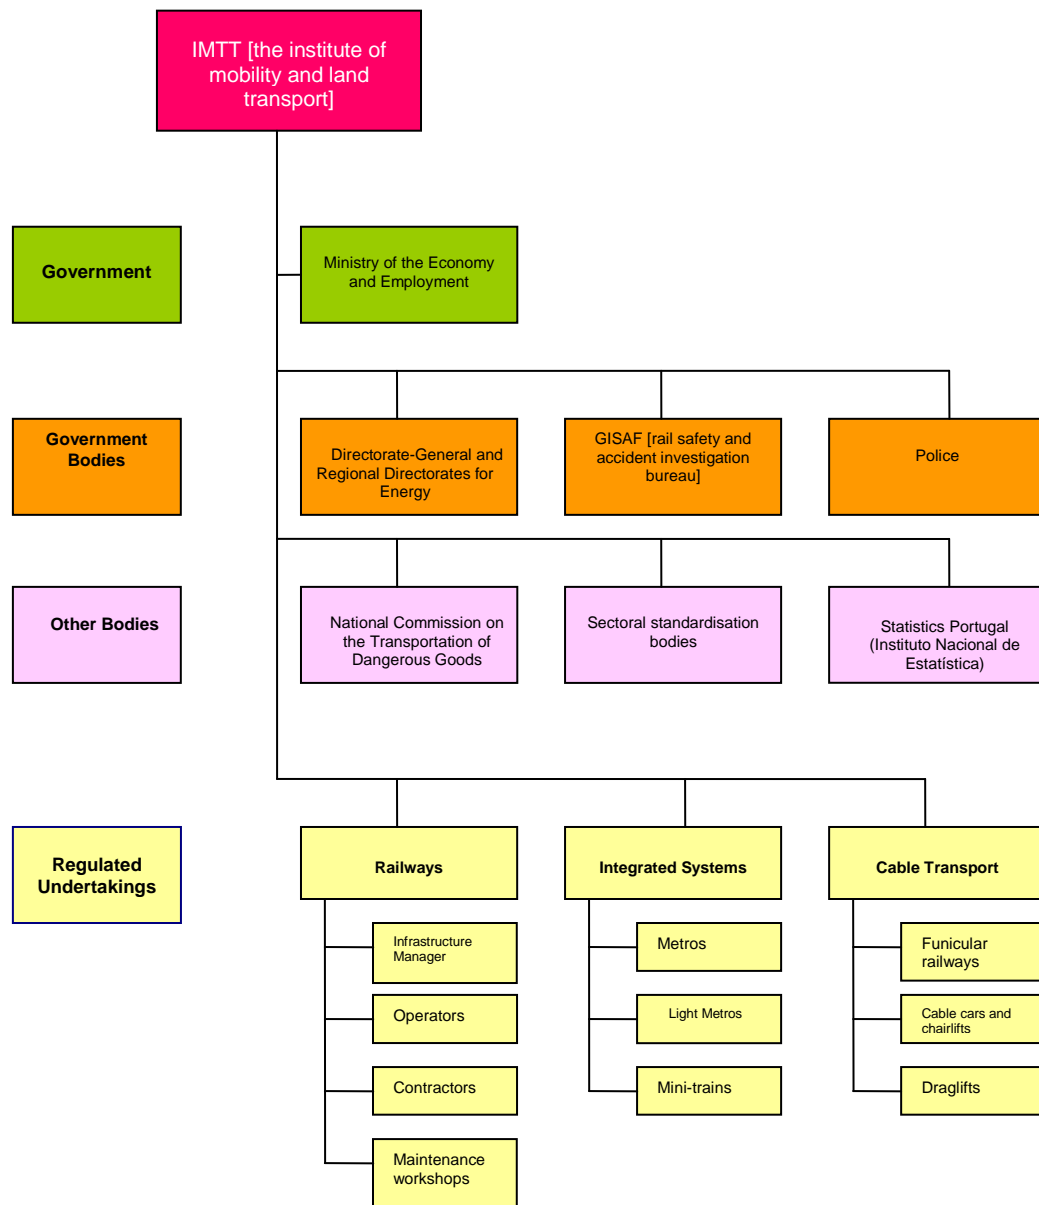 IMTT [the institute of
mobility and land
transport]
Government
Ministry of the Economy
and Employment
Government
Bodies
Directorate-General and
Regional Directorates for
Energy
GISAF [rail safety and
accident investigation
bureau]
Police
Other Bodies
National Commission on
the Transportation of
Dangerous Goods
Sectoral standardisation
bodies
Statistics Portugal
(Instituto Nacional de
Estatística)
Regulated
Undertakings
Railways
Integrated Systems
Cable Transport
Infrastructure
Manager
Metros
Funicular
railways
Operators
Light Metros
Cable cars and
chairlifts
Contractors
Mini-trains
Draglifts
Maintenance
workshops